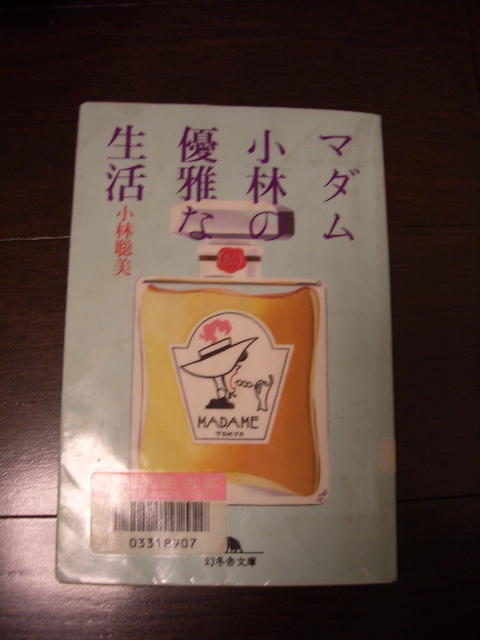 マダム
小林の
優雅な
生活
小林聡美
MADAME
TOKYO
03318907
幻冬舎文庫